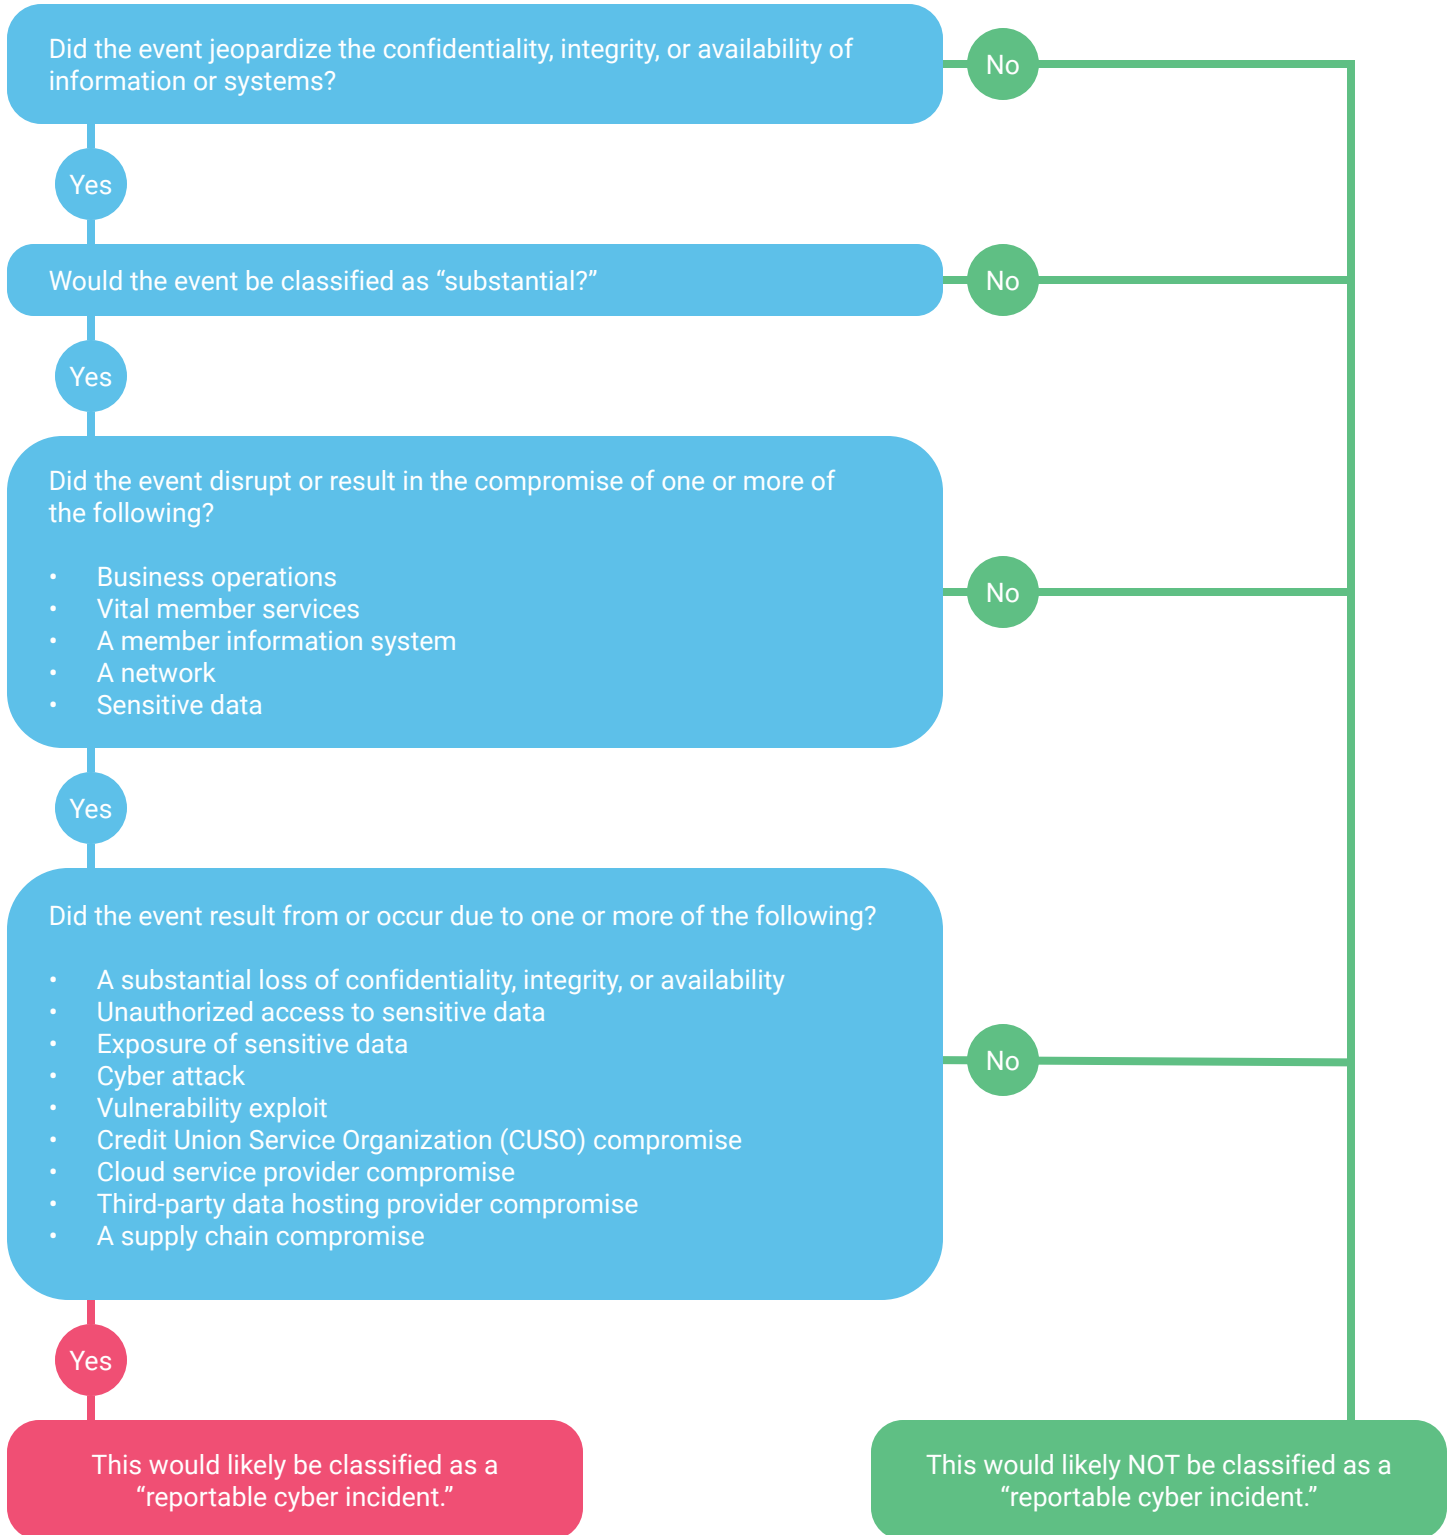 Did the event jeopardize the confidentiality, integrity, or availability of
information or systems?
No
Yes
Would the event be classified as “substantial?”
No
Yes
Did the event disrupt or result in the compromise of one or more of
the following?
• Business operations
• Vital member services
• A member information system
• A network
• Sensitive data
No
Yes
Did the event result from or occur due to one or more of the following?
• A substantial loss of confidentiality, integrity, or availability
• Unauthorized access to sensitive data
• Exposure of sensitive data
• Cyber attack
• Vulnerability exploit
• Credit Union Service Organization (CUSO) compromise
• Cloud service provider compromise
• Third-party data hosting provider compromise
• A supply chain compromise
No
Yes
This would likely be classified as a
“reportable cyber incident.”
This would likely NOT be classified as a
“reportable cyber incident.”